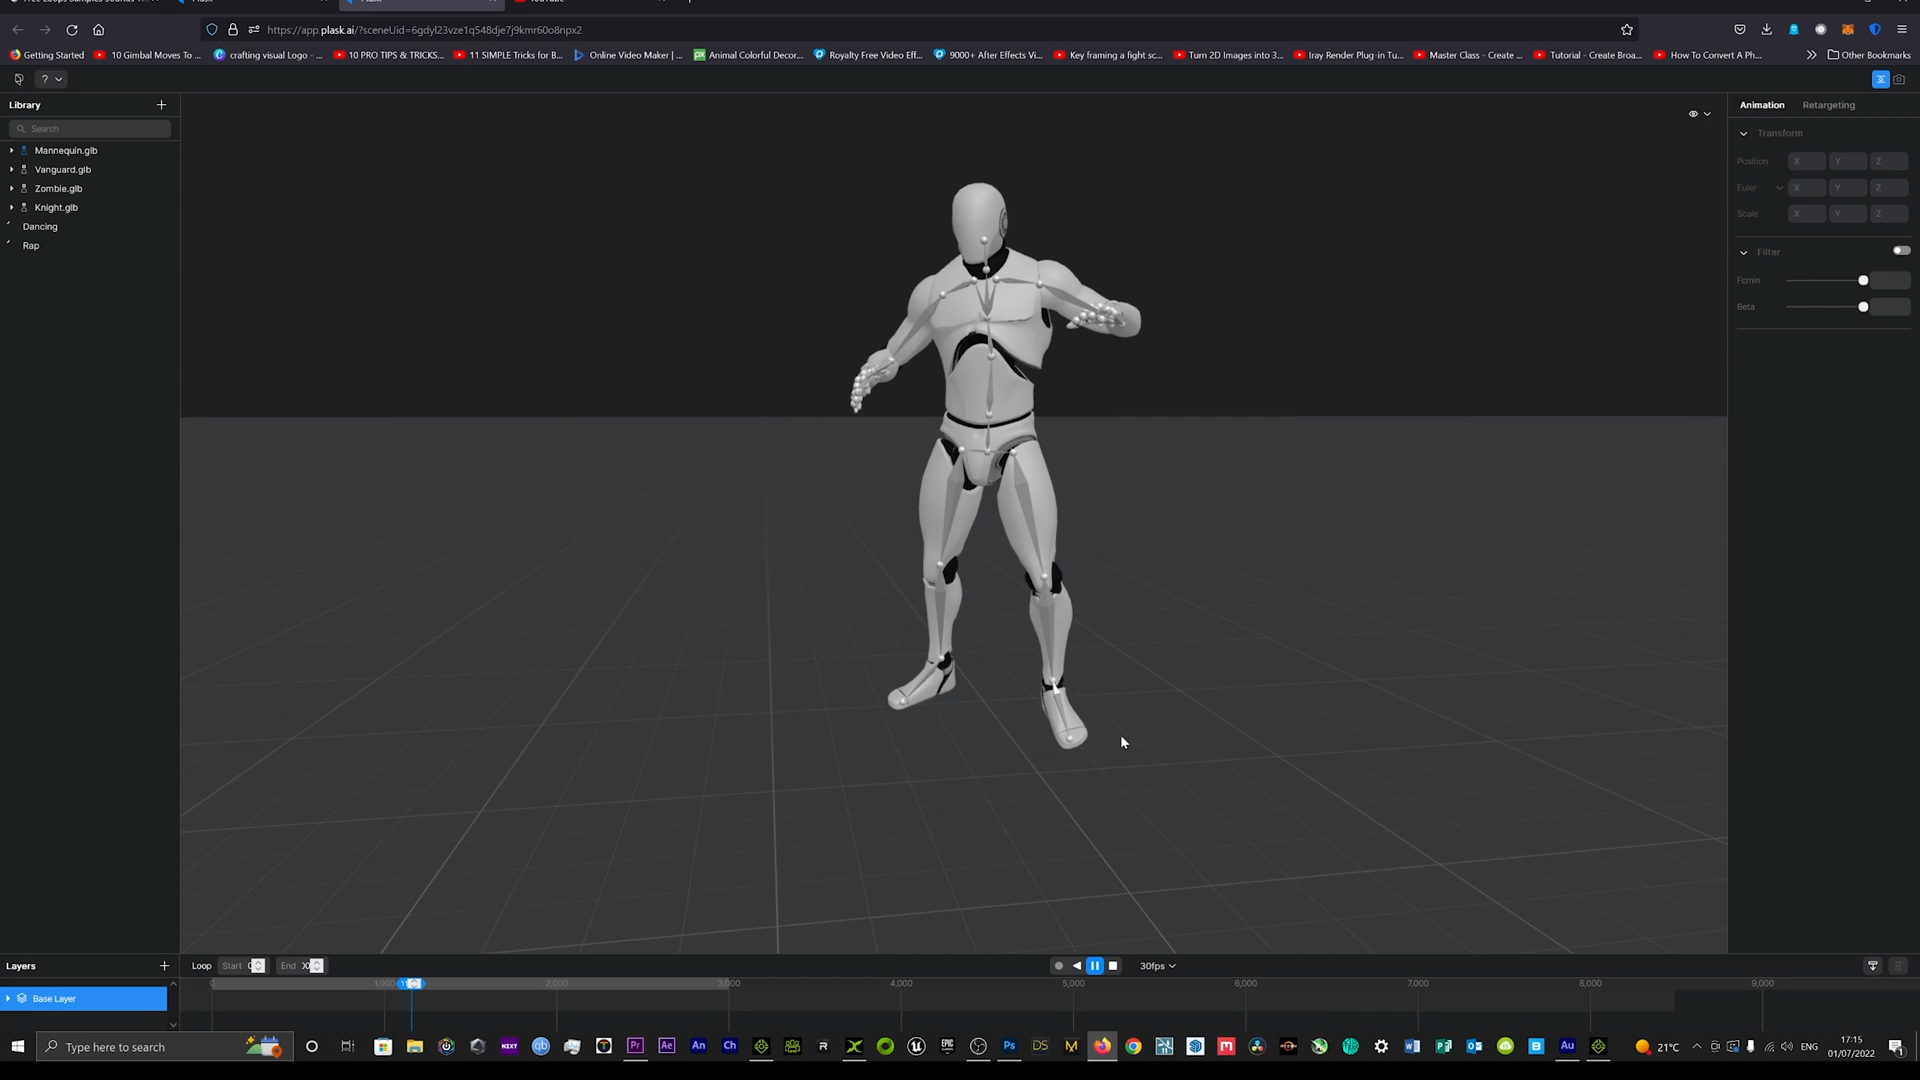 https://app.plask.ai/?sceneUid=6gdyl23vze1q548dje7j9kmr60o8npx2
Getting Started
10 Gimbal Moves To ...
crafting visual Logo - ...
10 PRO TIPS & TRICKS...
11 SIMPLE Tricks for B...
Online Video Maker | ...
Animal Colorful Decor...
Royalty Free Video Eff...
9000+ After Effects Vi...
Key framing a fight sc...
Turn 2D Images into 3...
Iray Render Plug-in Tu...
Master Class - Create ...
Tutorial - Create Broa...
How To Convert A Ph...
Other Bookmarks
?
Library
Search
Mannequin.glb
Vanguard.glb
Zombie.glb
Knight.glb
Dancing
Rap
Animation Retargeting
Transform
Position X Y Z
Euler X Y Z
Scale X Y Z
Filter
Fcmin
Beta
Layers
Loop Start End
30fps
0 1,000 2,000 3,000 4,000 5,000 6,000 7,000 8,000 9,000
Base Layer
Type here to search
21°C
ENG
17:15
01/07/2022